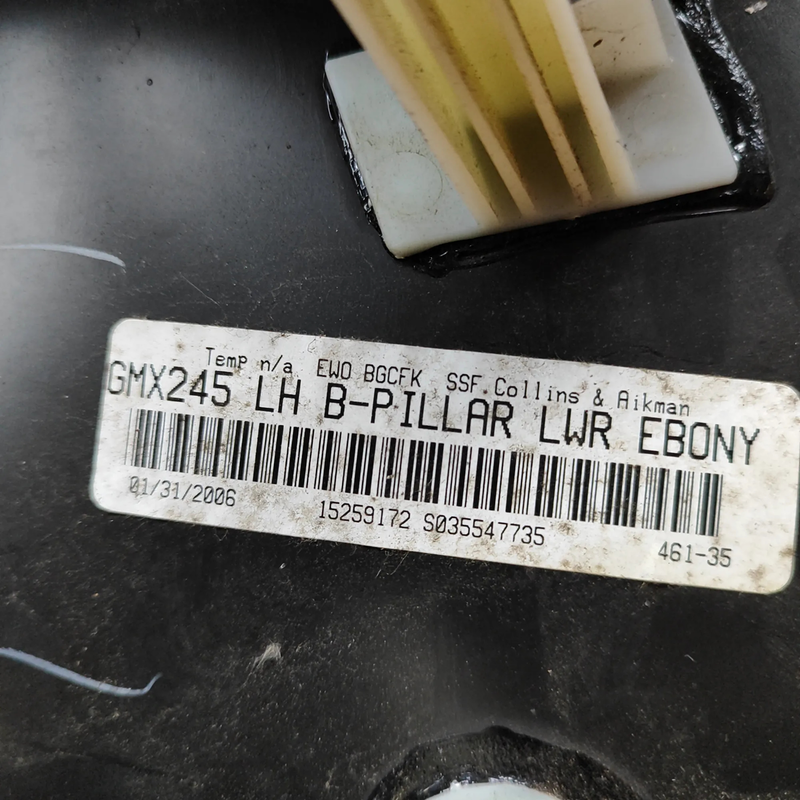 Temp n/a EWO BGCFK SSF.Collins & Aikman
GMX245 LH B-PILLAR LWR EBONY
01/31/2006 15259172 S035547735 461-35